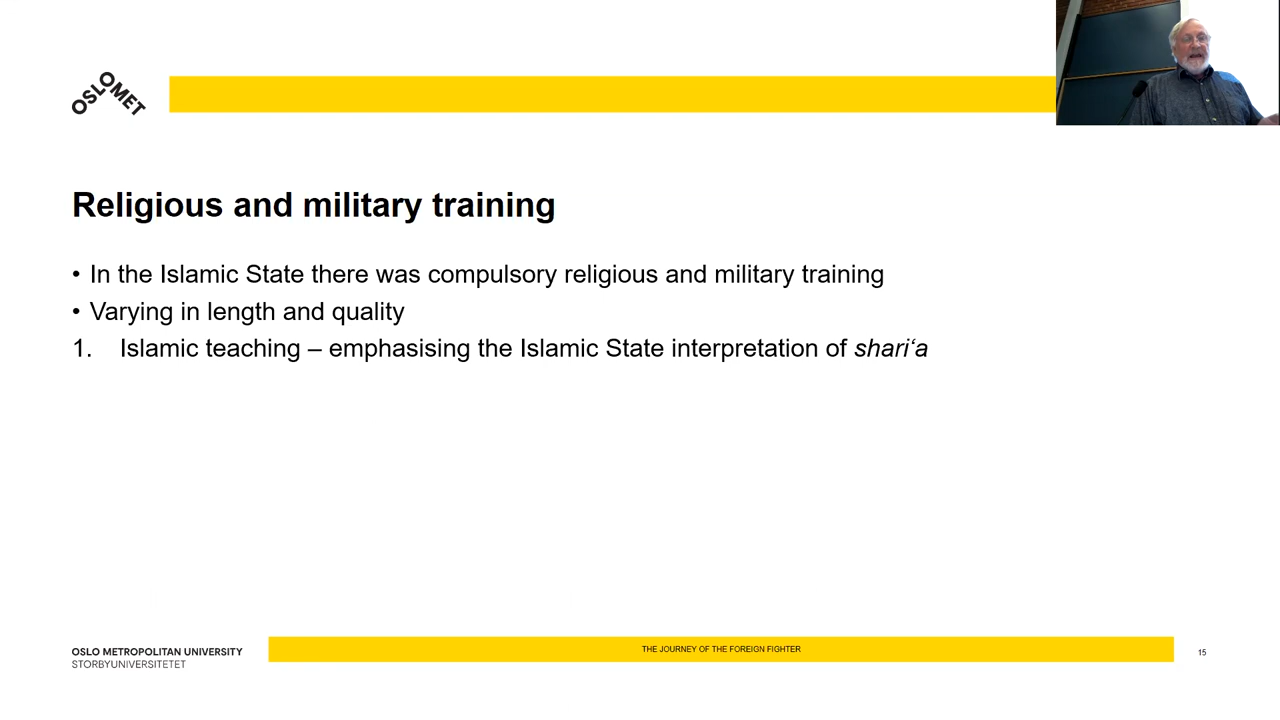 OSLOMET
Religious and military training
• In the Islamic State there was compulsory religious and military training
• Varying in length and quality
1. Islamic teaching – emphasising the Islamic State interpretation of shari‘a
OSLO METROPOLITAN UNIVERSITY
STORBYUNIVERSITETET
THE JOURNEY OF THE FOREIGN FIGHTER
15